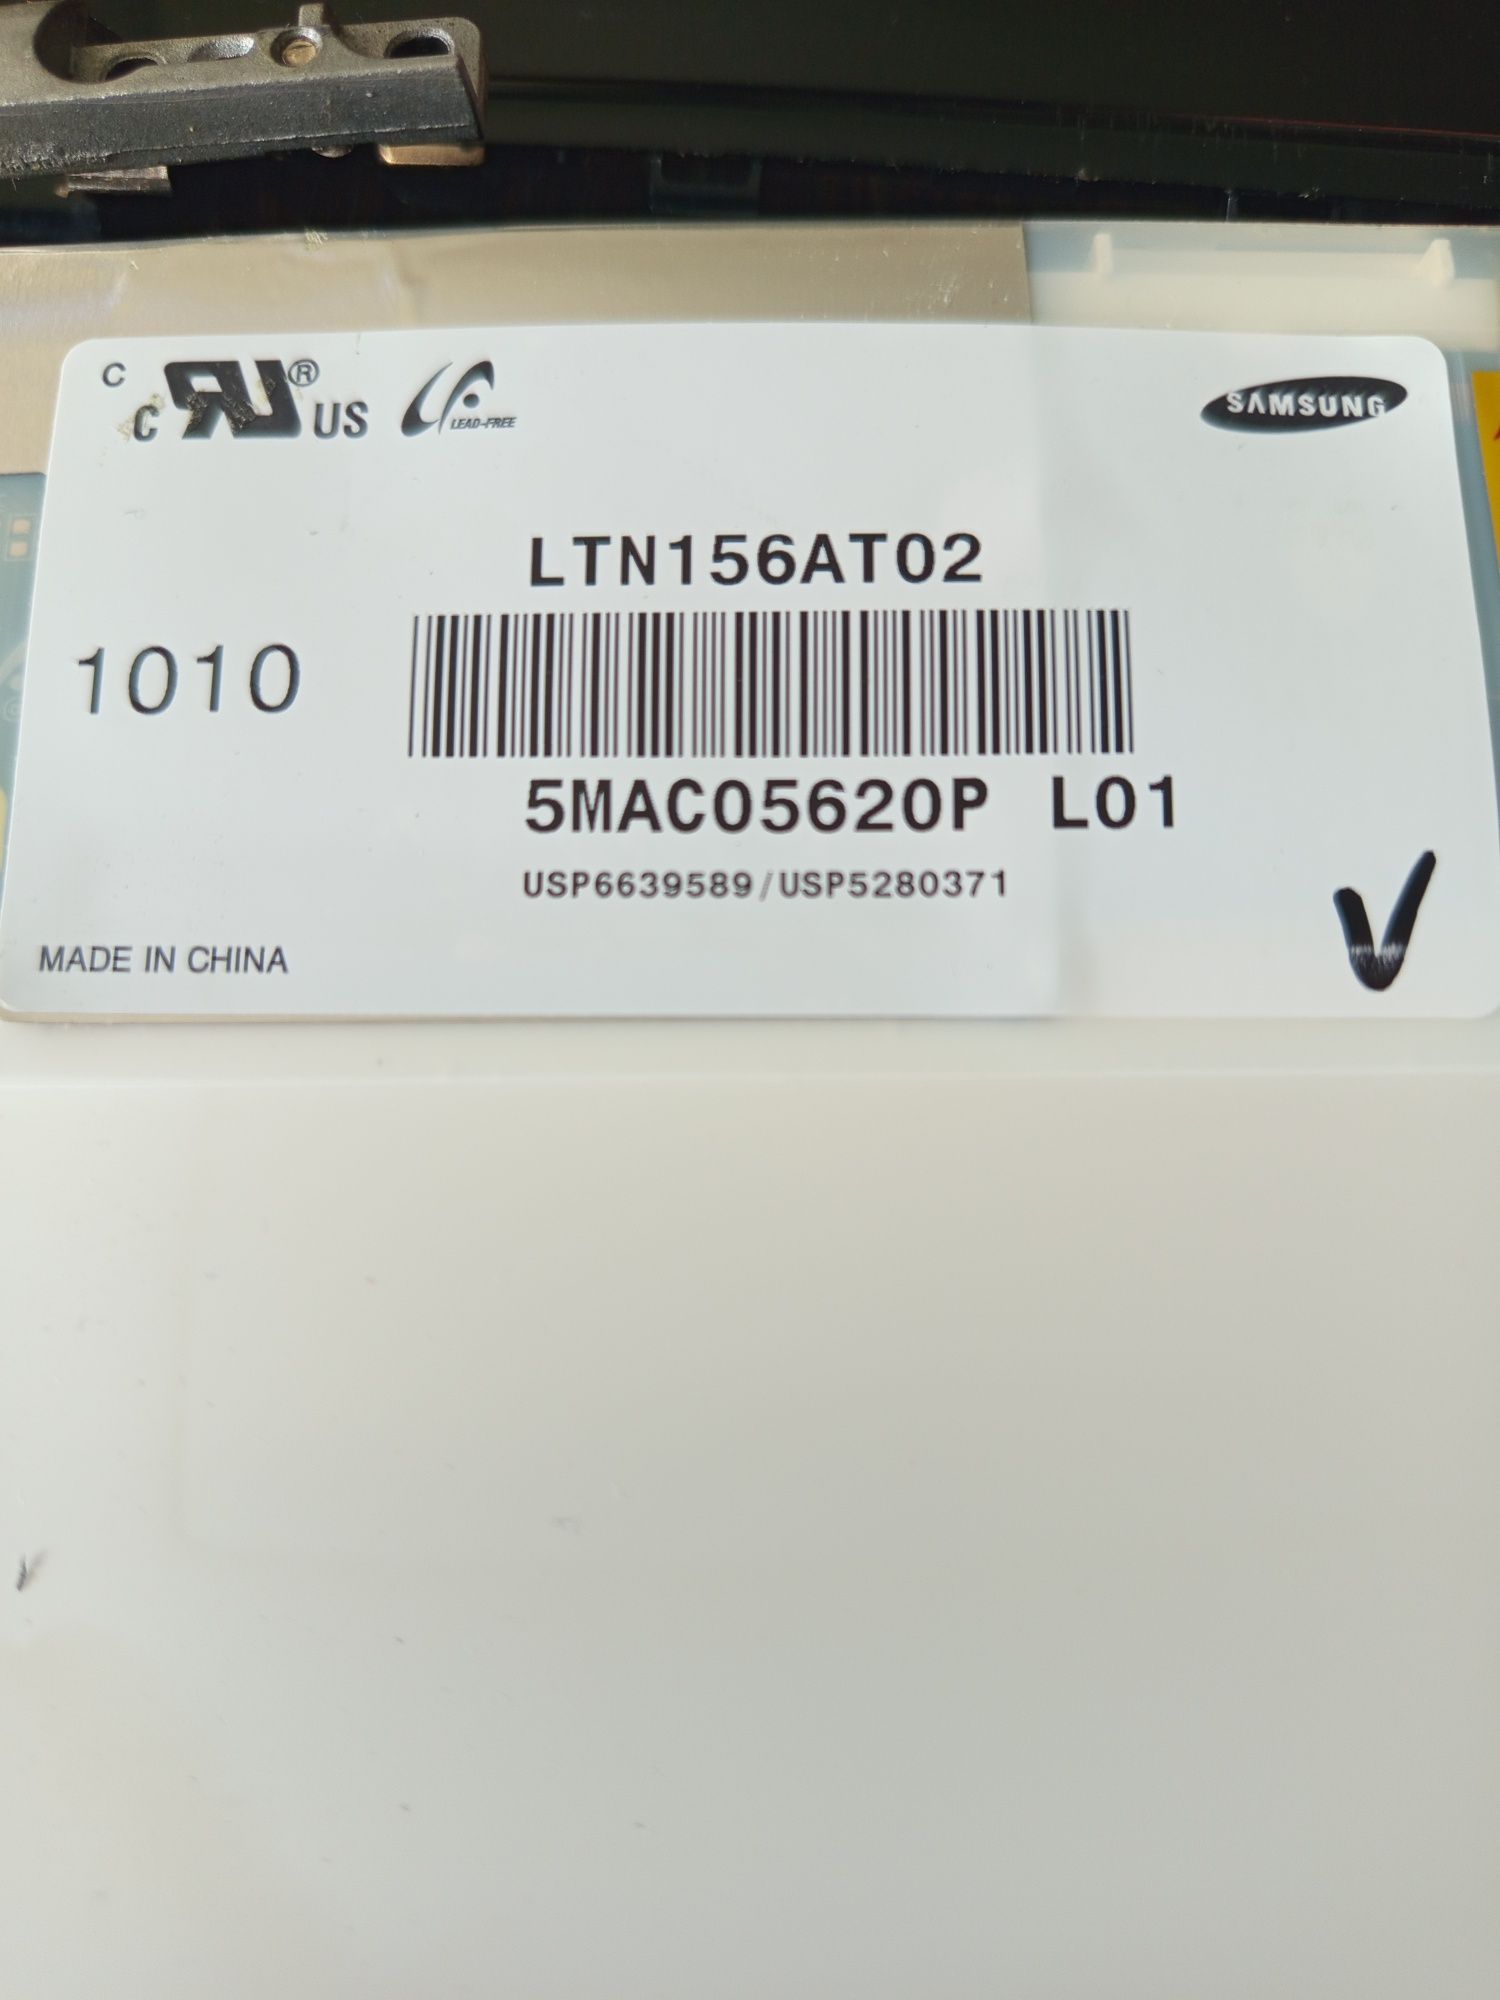 C
C RU® US
LEAD-FREE
SAMSUNG
LTN156AT02
1010
5MAC05620P L01
USP6639589/USP5280371
MADE IN CHINA